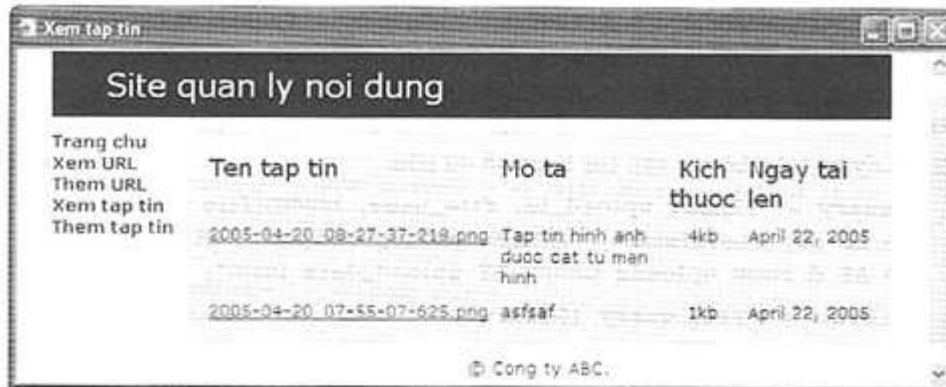 Xem tap tin
Site quan ly noi dung
Trang chu
Xem URL
Them URL
Xem tap tin
Them tap tin
Ten tap tin Mo ta Kich thuoc Ngay tai len
2005-04-20_08-27-37-218.png Tap tin hinh anh duoc cat tu man hinh 4kb April 22, 2005
2005-04-20_07-55-07-625.png asfsaf 1kb April 22, 2005
© Cong ty ABC.